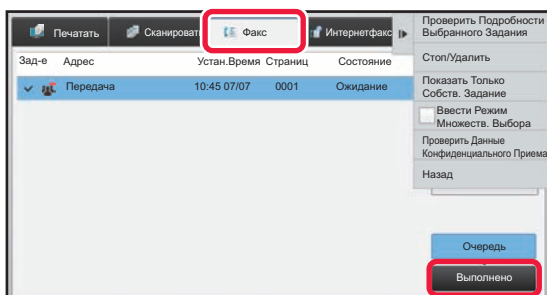 Печатать
Сканироват
Факс
Интернетфакс
Зад-е Адрес Устан.Время Страниц Состояние
Передача 10:45 07/07 0001 Ожидание
Проверить Подробности
Выбранного Задания
Стоп/Удалить
Показать Только
Собств. Задание
Ввести Режим
Множеств. Выбора
Проверить Данные
Конфиденциального Приема
Назад
Очередь
Выполнено